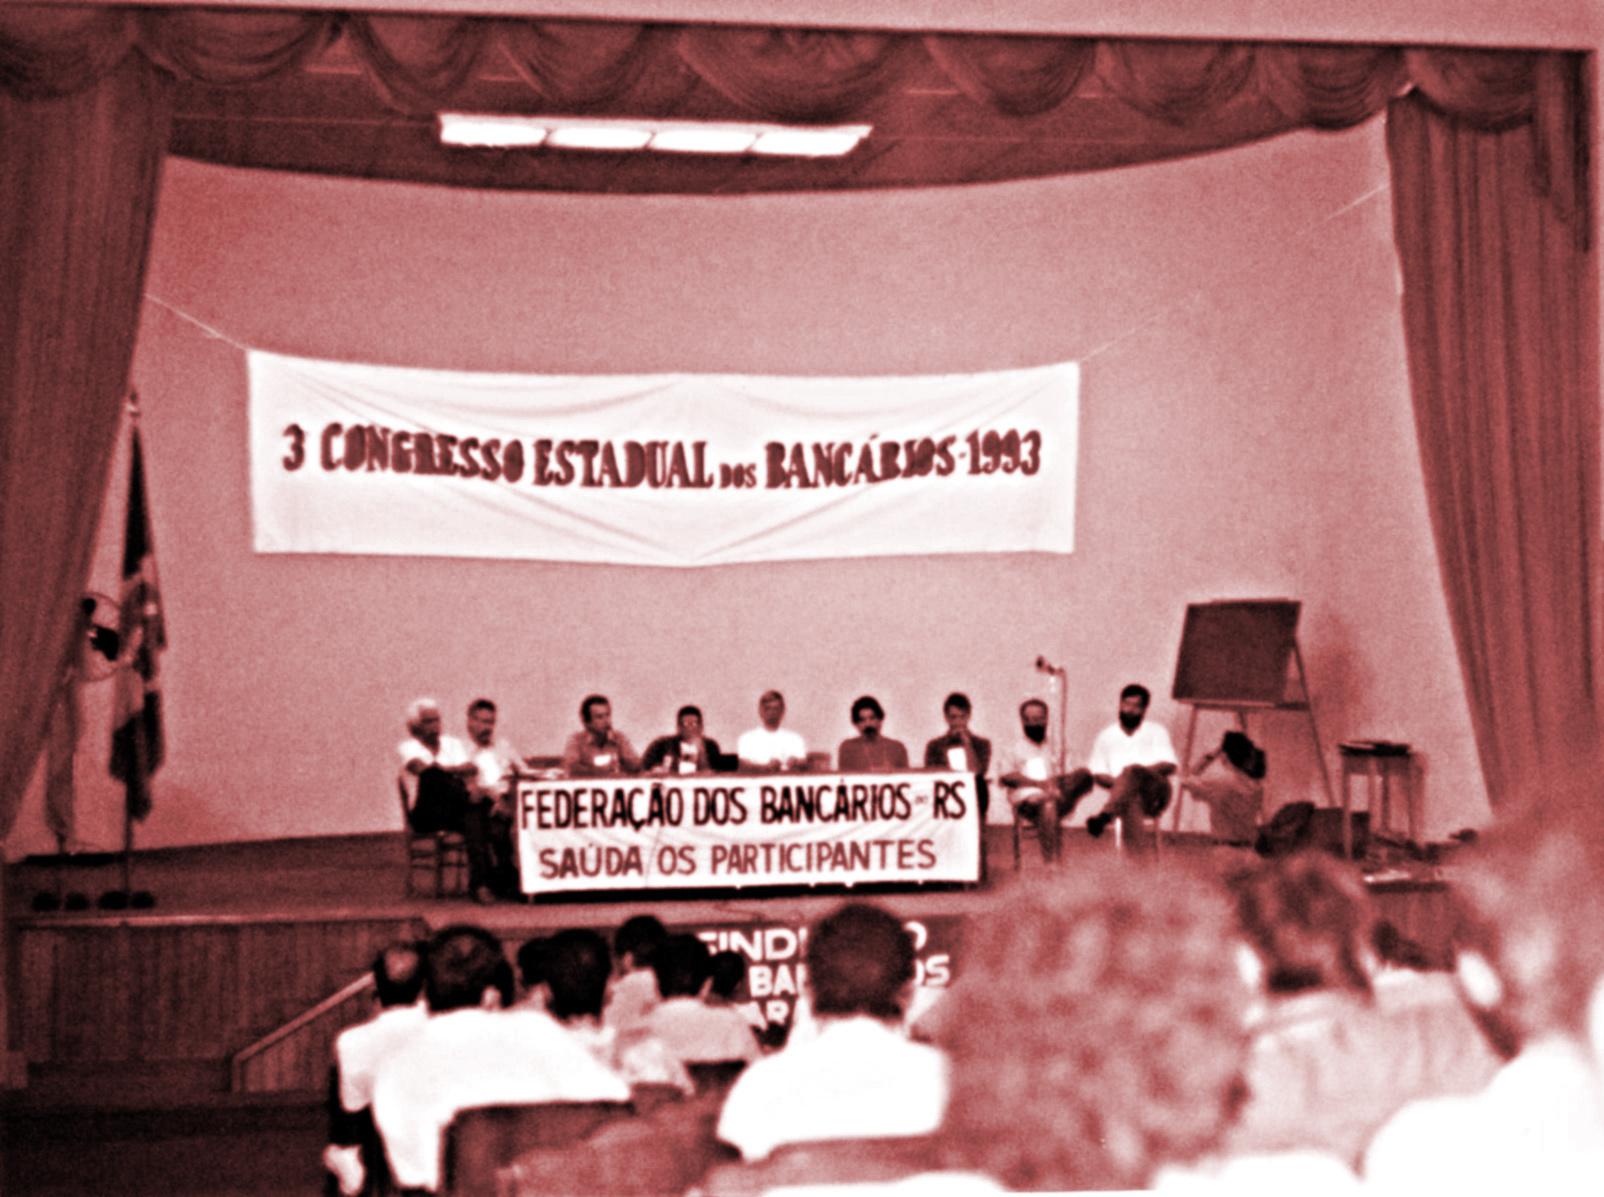 3 CONGRESSO ESTADUAL DOS BANCÁRIOS-1993
FEDERAÇÃO DOS BANCÁRIOS-RS
SAÚDA OS PARTICIPANTES